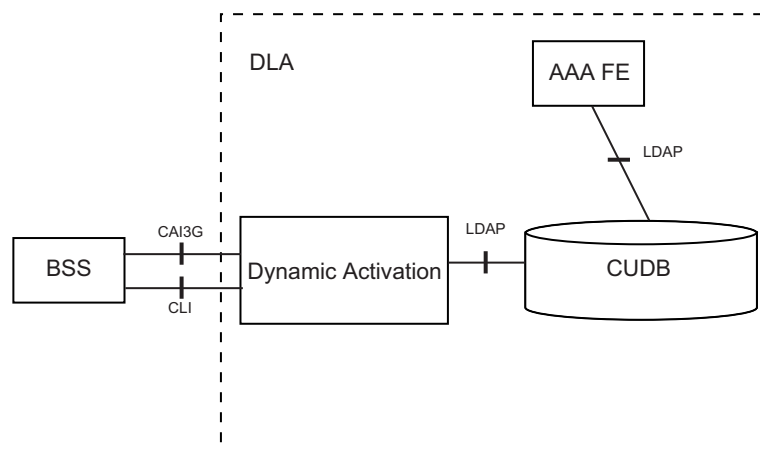 DLA
AAA FE
LDAP
CAI3G
LDAP
BSS
Dynamic Activation
CUDB
CLI